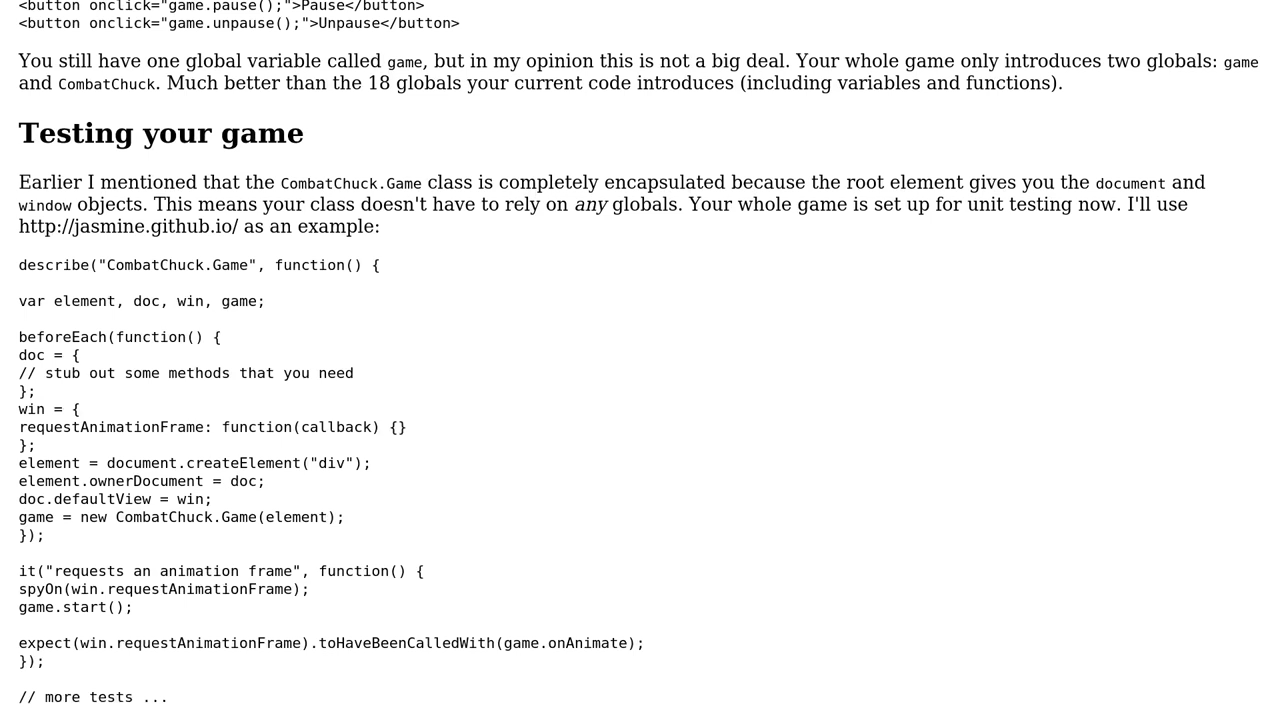 <button onclick="game.pause();">Pause</button>
<button onclick="game.unpause();">Unpause</button>
You still have one global variable called game, but in my opinion this is not a big deal. Your whole game only introduces two globals: game
and CombatChuck. Much better than the 18 globals your current code introduces (including variables and functions).
Testing your game
Earlier I mentioned that the CombatChuck.Game class is completely encapsulated because the root element gives you the document and
window objects. This means your class doesn't have to rely on any globals. Your whole game is set up for unit testing now. I'll use
http://jasmine.github.io/ as an example:
describe("CombatChuck.Game", function() {
var element, doc, win, game;
beforeEach(function() {
doc = {
// stub out some methods that you need
};
win = {
requestAnimationFrame: function(callback) {}
};
element = document.createElement("div");
element.ownerDocument = doc;
doc.defaultView = win;
game = new CombatChuck.Game(element);
});
it("requests an animation frame", function() {
spyOn(win.requestAnimationFrame);
game.start();
expect(win.requestAnimationFrame).toHaveBeenCalledWith(game.onAnimate);
});
// more tests ...